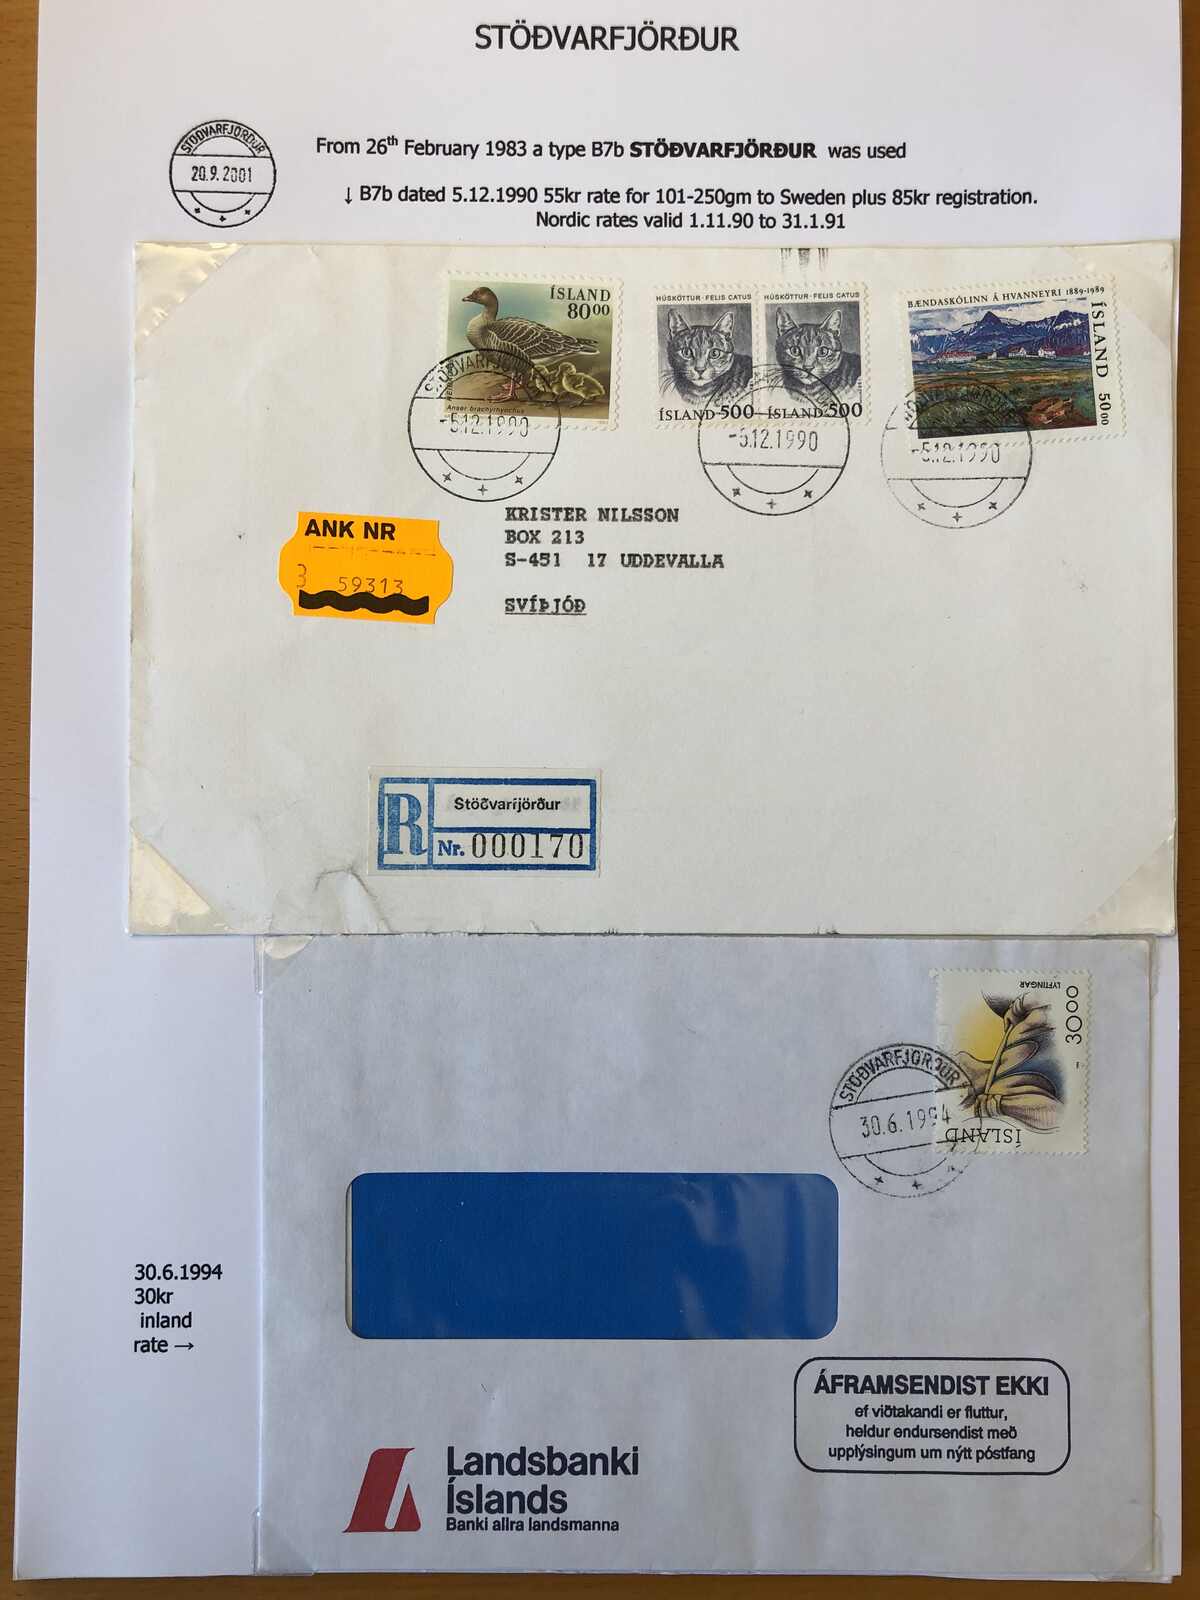 STÖÐVARFJÖRÐUR
STÖÐVARFJÖRÐUR
20.9.2001
From 26th February 1983 a type B7b STÖÐVARFJÖRÐUR was used
↓ B7b dated 5.12.1990 55kr rate for 101-250gm to Sweden plus 85kr registration.
Nordic rates valid 1.11.90 to 31.1.91
ÍSLAND
8000
Anser brachyrhynchus
HÚSKÖTTUR · FELIS CATUS
ÍSLAND 500
HÚSKÖTTUR · FELIS CATUS
ÍSLAND 500
BÆNDASKÓLINN Á HVANNEYRI 1889-1989
ÍSLAND 5000
-5.12.1990
-5.12.1990
-5.12.1990
KRISTER NILSSON
BOX 213
S-451 17 UDDEVALLA
SVÍÞJÓÐ
ANK NR
3 59313
R
Stöðvarfjörður
Nr. 000170
LYFTINGAR
3000
ÍSLAND
STÖÐVARFJÖRÐUR
30.6.1994
30.6.1994
30kr
inland
rate →
ÁFRAMSENDIST EKKI
ef viðtakandi er fluttur,
heldur endursendist með
upplýsingum um nýtt póstfang
Landsbanki
Íslands
Banki allra landsmanna